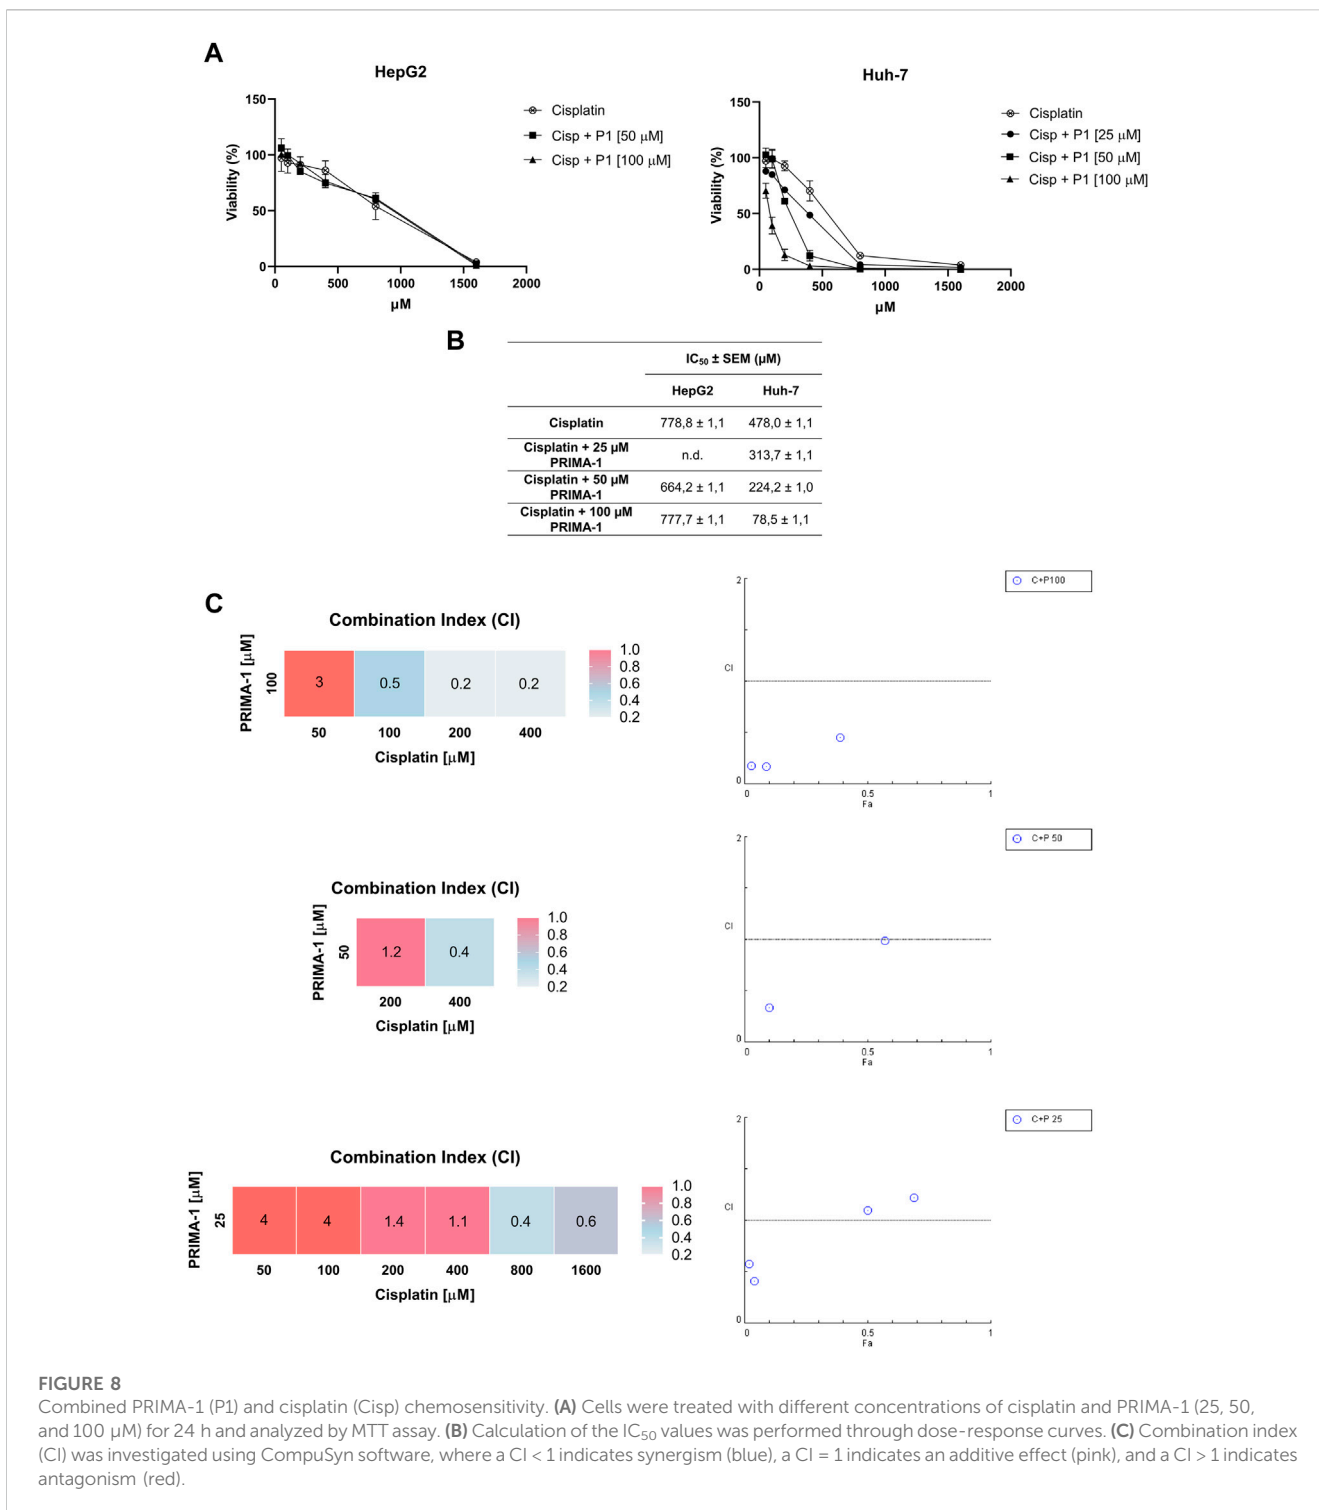 A
HepG2
150
100
50
0
Viability (%)
0 500 1000 1500 2000
µM
Cisplatin
Cisp + P1 [50 µM]
Cisp + P1 [100 µM]
Huh-7
150
100
50
0
Viability (%)
0 500 1000 1500 2000
µM
Cisplatin
Cisp + P1 [25 µM]
Cisp + P1 [50 µM]
Cisp + P1 [100 µM]
B
IC₅₀ ± SEM (µM)
HepG2 Huh-7
Cisplatin 778,8 ± 1,1 478,0 ± 1,1
Cisplatin + 25 µM
PRIMA-1 n.d. 313,7 ± 1,1
Cisplatin + 50 µM
PRIMA-1 664,2 ± 1,1 224,2 ± 1,0
Cisplatin + 100 µM
PRIMA-1 777,7 ± 1,1 78,5 ± 1,1
C
Combination Index (CI)
PRIMA-1 [µM]
100
3 0.5 0.2 0.2
50 100 200 400
Cisplatin [µM]
1.0
0.8
0.6
0.4
0.2
2
CI
0
0 0.5 1
Fa
C+P100
Combination Index (CI)
PRIMA-1 [µM]
50
1.2 0.4
200 400
Cisplatin [µM]
1.0
0.8
0.6
0.4
0.2
2
CI
0
0 0.5 1
Fa
C+P 50
Combination Index (CI)
PRIMA-1 [µM]
25
4 4 1.4 1.1 0.4 0.6
50 100 200 400 800 1600
Cisplatin [µM]
1.0
0.8
0.6
0.4
0.2
2
CI
0
0 0.5 1
Fa
C+P 25
FIGURE 8
Combined PRIMA-1 (P1) and cisplatin (Cisp) chemosensitivity. (A) Cells were treated with different concentrations of cisplatin and PRIMA-1 (25, 50,
and 100 µM) for 24 h and analyzed by MTT assay. (B) Calculation of the IC₅₀ values was performed through dose-response curves. (C) Combination index
(CI) was investigated using CompuSyn software, where a CI < 1 indicates synergism (blue), a CI = 1 indicates an additive effect (pink), and a CI > 1 indicates
antagonism (red).